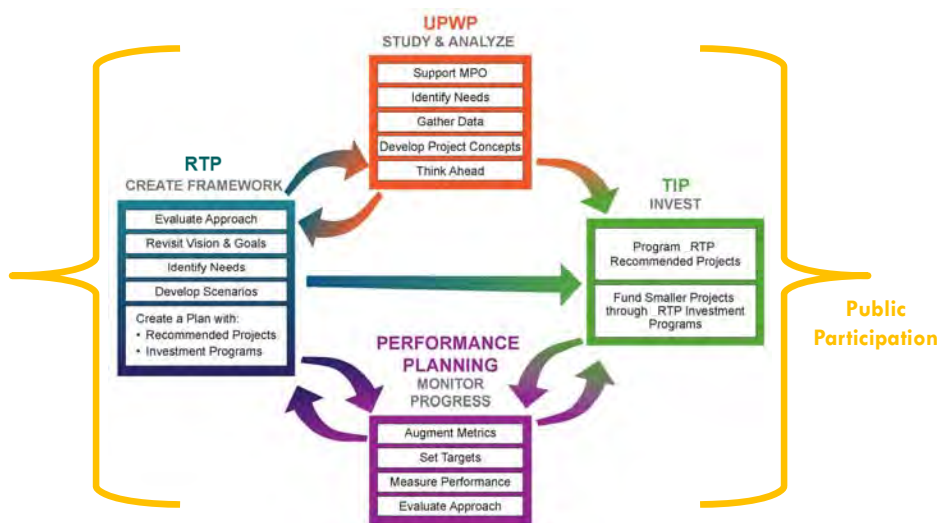 UPWP
STUDY & ANALYZE
Support MPO
Identify Needs
Gather Data
Develop Project Concepts
Think Ahead
RTP
CREATE FRAMEWORK
Evaluate Approach
Revisit Vision & Goals
Identify Needs
Develop Scenarios
Create a Plan with:
• Recommended Projects
• Investment Programs
TIP
INVEST
Program RTP
Recommended Projects
Fund Smaller Projects
through RTP Investment
Programs
PERFORMANCE
PLANNING
MONITOR
PROGRESS
Augment Metrics
Set Targets
Measure Performance
Evaluate Approach
Public
Participation